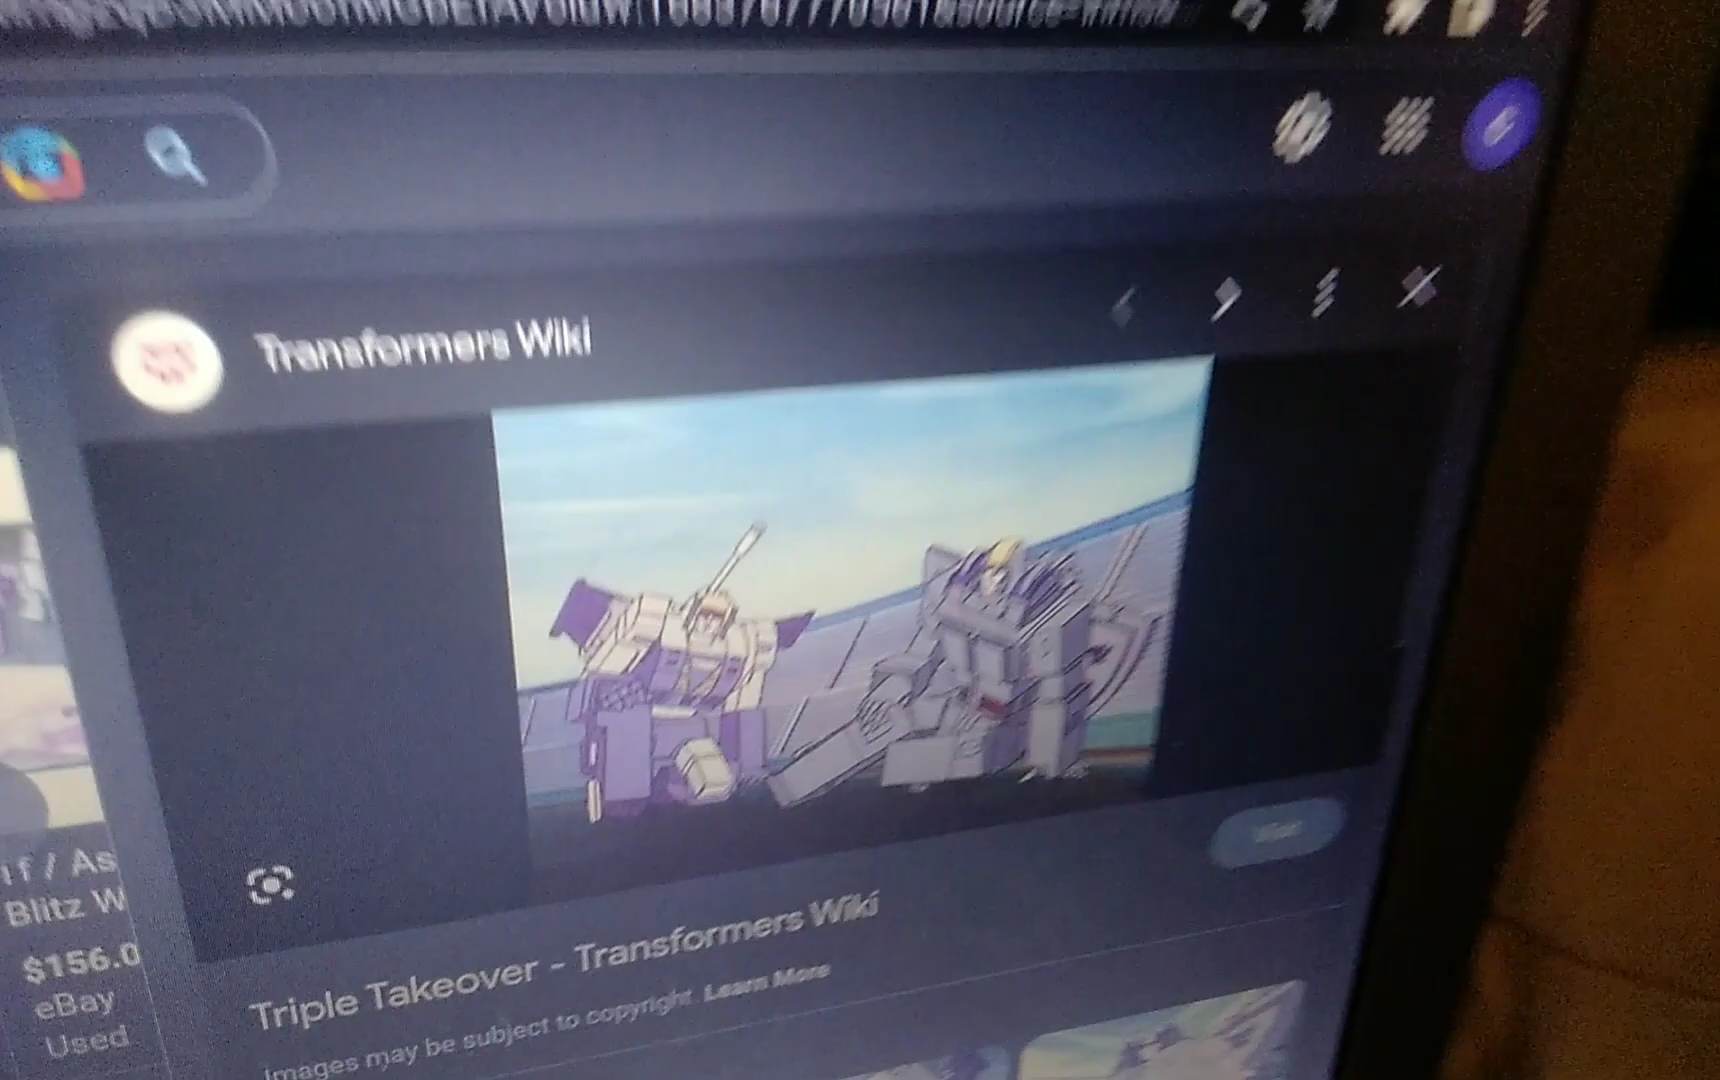 Transformers Wiki
If / As
Blitz W
$156.0
eBay
Used
Triple Takeover - Transformers Wiki
Images may be subject to copyright. Learn More